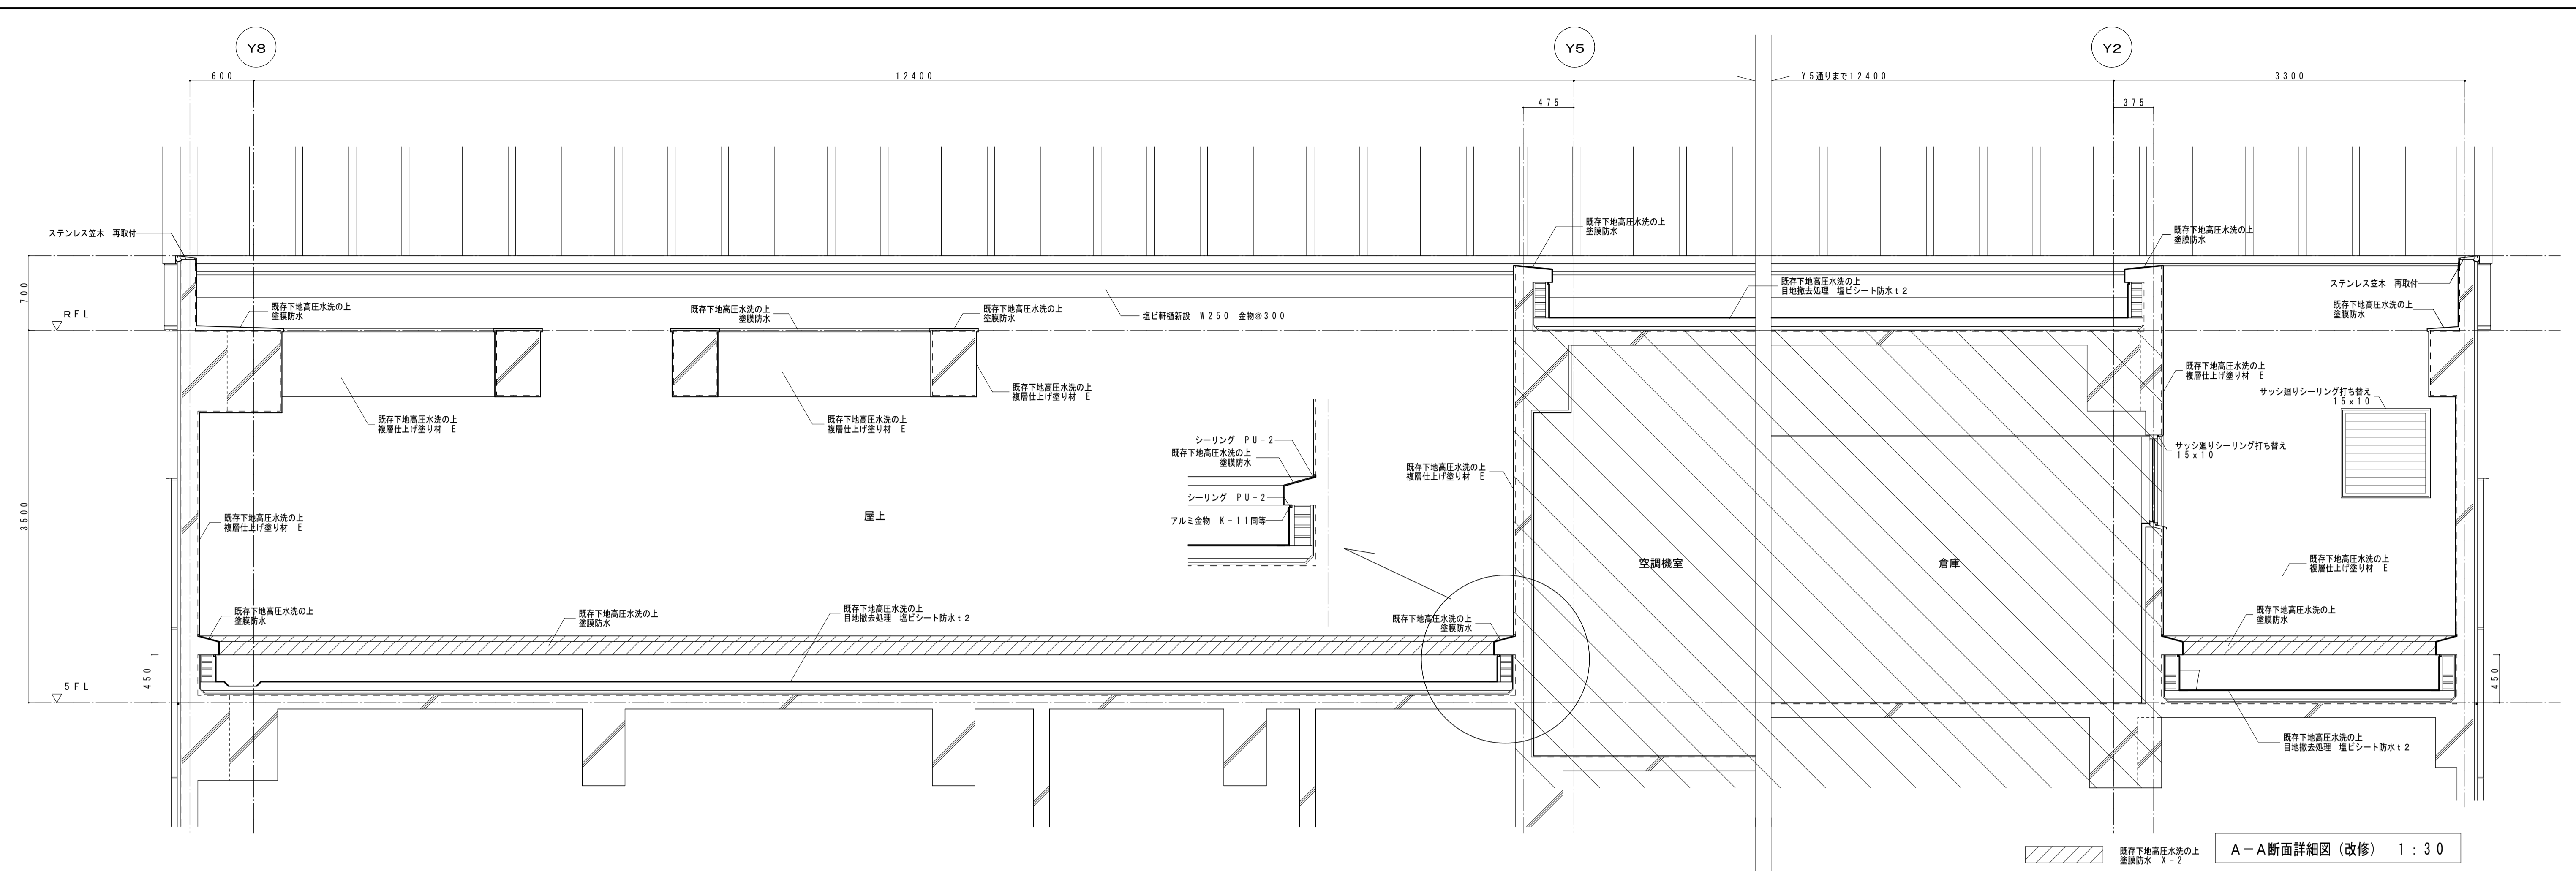 Y8
Y5
Y2
600
12400
Y5通りまで12400
3300
475
375
既存下地高圧水洗の上
塗膜防水
既存下地高圧水洗の上
塗膜防水
ステンレス笠木 再取付
700
RFL
既存下地高圧水洗の上
塗膜防水
既存下地高圧水洗の上
塗膜防水
既存下地高圧水洗の上
塗膜防水
塩ビ軒樋新設 W250 金物@300
既存下地高圧水洗の上
目地撤去処理 塩ビシート防水t2
ステンレス笠木 再取付
既存下地高圧水洗の上
塗膜防水
既存下地高圧水洗の上
複層仕上げ塗り材 E
既存下地高圧水洗の上
複層仕上げ塗り材 E
既存下地高圧水洗の上
複層仕上げ塗り材 E
既存下地高圧水洗の上
複層仕上げ塗り材 E
サッシ廻りシーリング打ち替え
15x10
サッシ廻りシーリング打ち替え
15x10
シーリング PU-2
既存下地高圧水洗の上
塗膜防水
シーリング PU-2
アルミ金物 K-11同等
既存下地高圧水洗の上
複層仕上げ塗り材 E
3500
既存下地高圧水洗の上
複層仕上げ塗り材 E
屋上
空調機室
倉庫
既存下地高圧水洗の上
複層仕上げ塗り材 E
既存下地高圧水洗の上
塗膜防水
既存下地高圧水洗の上
塗膜防水
既存下地高圧水洗の上
目地撤去処理 塩ビシート防水t2
既存下地高圧水洗の上
塗膜防水
既存下地高圧水洗の上
塗膜防水
450
5FL
450
既存下地高圧水洗の上
目地撤去処理 塩ビシート防水t2
既存下地高圧水洗の上
塗膜防水 X-2
A-A断面詳細図(改修) 1:30